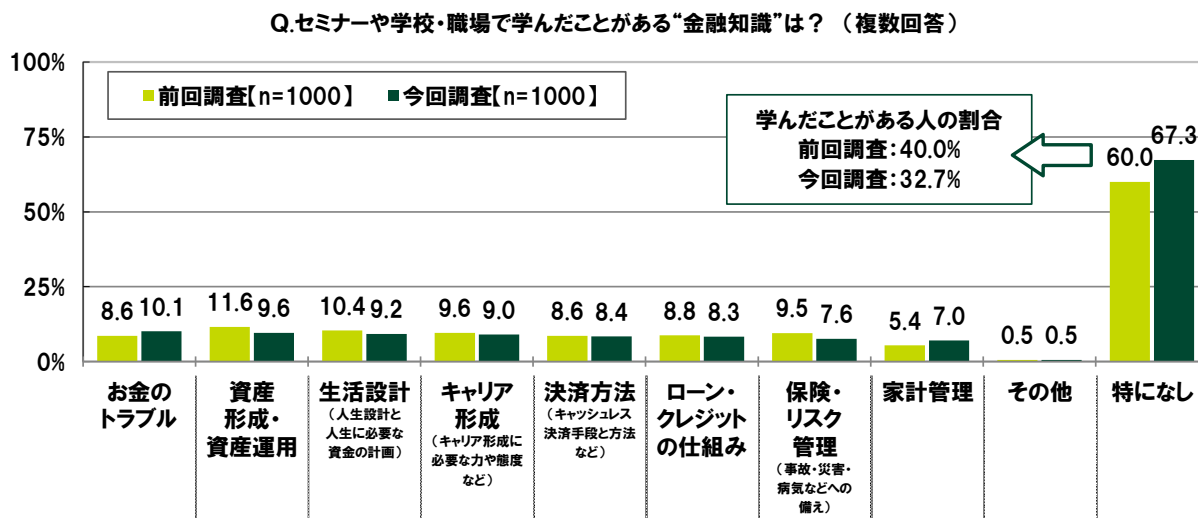 Q.セミナーや学校・職場で学んだことがある“金融知識”は？（複数回答）
100%
75%
50%
25%
0%
前回調査【n=1000】 今回調査【n=1000】
学んだことがある人の割合
前回調査：40.0%
今回調査：32.7%
8.6 10.1 11.6 9.6 10.4 9.2 9.6 9.0 8.6 8.4 8.8 8.3 9.5 7.6 5.4 7.0 0.5 0.5 60.0 67.3
お金の
トラブル
資産
形成・
資産運用
生活設計
（人生設計と
人生に必要な
資金の計画）
キャリア
形成
（キャリア形成に
必要な力や態度
など）
決済方法
（キャッシュレス
決済手段と方法
など）
ローン・
クレジット
の仕組み
保険・
リスク
管理
（事故・災害・
病気などへの
備え）
家計管理
その他
特になし